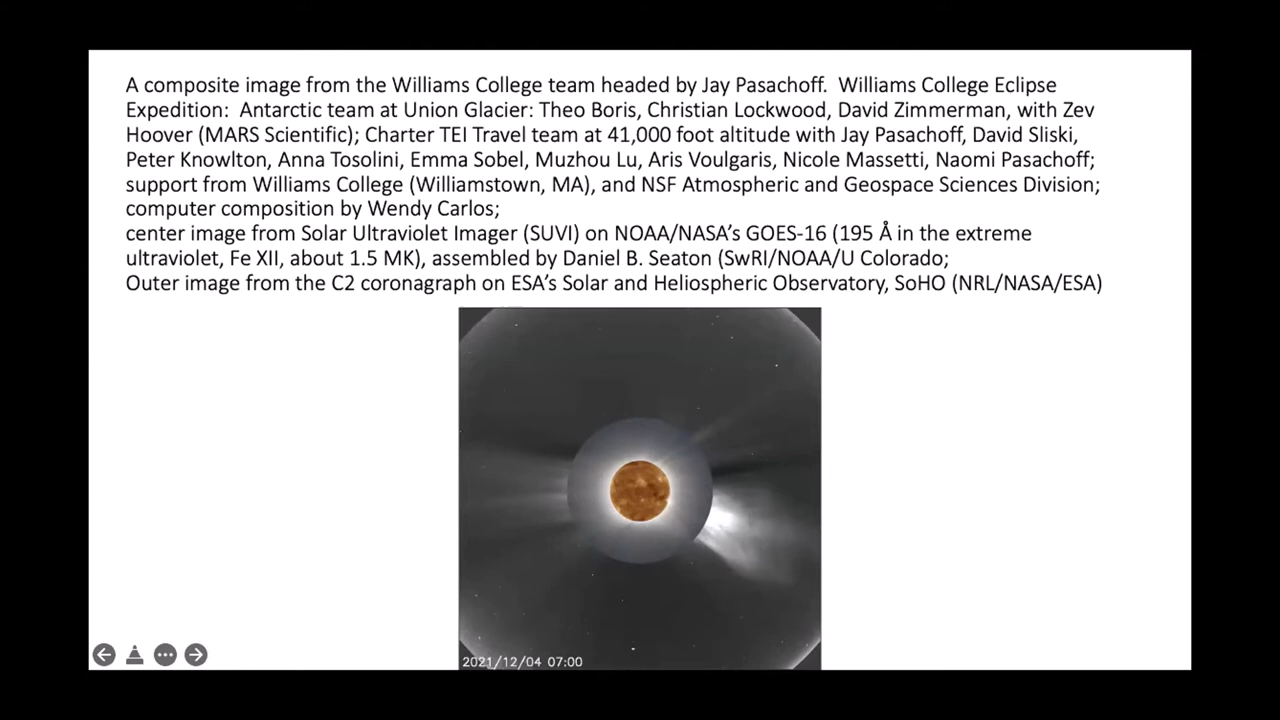 A composite image from the Williams College team headed by Jay Pasachoff.  Williams College Eclipse
Expedition:  Antarctic team at Union Glacier: Theo Boris, Christian Lockwood, David Zimmerman, with Zev
Hoover (MARS Scientific); Charter TEI Travel team at 41,000 foot altitude with Jay Pasachoff, David Sliski,
Peter Knowlton, Anna Tosolini, Emma Sobel, Muzhou Lu, Aris Voulgaris, Nicole Massetti, Naomi Pasachoff;
support from Williams College (Williamstown, MA), and NSF Atmospheric and Geospace Sciences Division;
computer composition by Wendy Carlos;
center image from Solar Ultraviolet Imager (SUVI) on NOAA/NASA’s GOES-16 (195 Å in the extreme
ultraviolet, Fe XII, about 1.5 MK), assembled by Daniel B. Seaton (SwRI/NOAA/U Colorado;
Outer image from the C2 coronagraph on ESA’s Solar and Heliospheric Observatory, SoHO (NRL/NASA/ESA)
2021/12/04 07:00